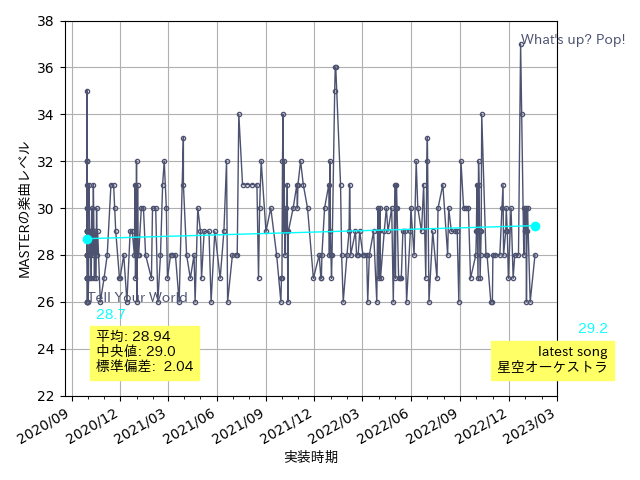 38
36
34
32
30
28
26
24
22
MASTERの楽曲レベル
What's up? Pop!
Tell Your World
28.7
平均: 28.94
中央値: 29.0
標準偏差: 2.04
29.2
latest song
星空オーケストラ
2020/09
2020/12
2021/03
2021/06
2021/09
2021/12
2022/03
2022/06
2022/09
2022/12
2023/03
実装時期